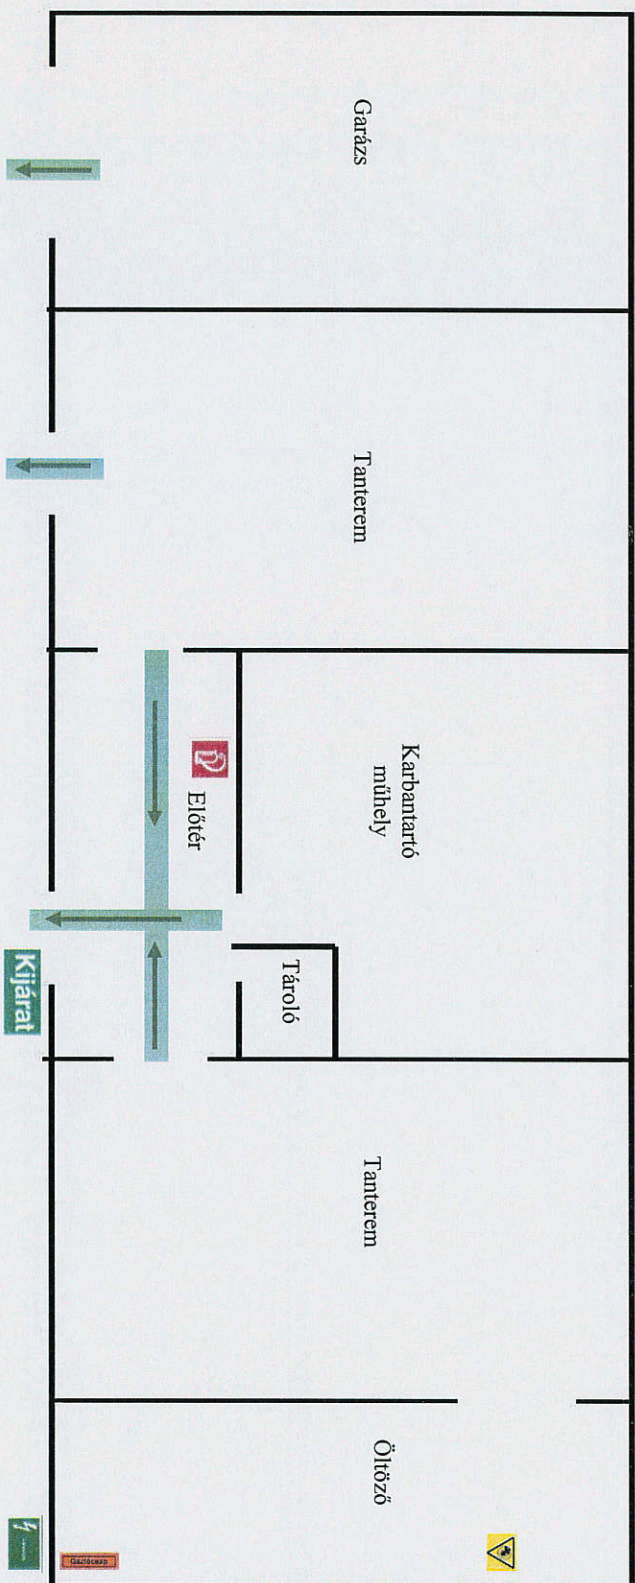 Garázs
Tanterem
Karbantartó
műhely
Előtér
Tároló
Kijárat
Tanterem
Öltöző
Gázfőcsap